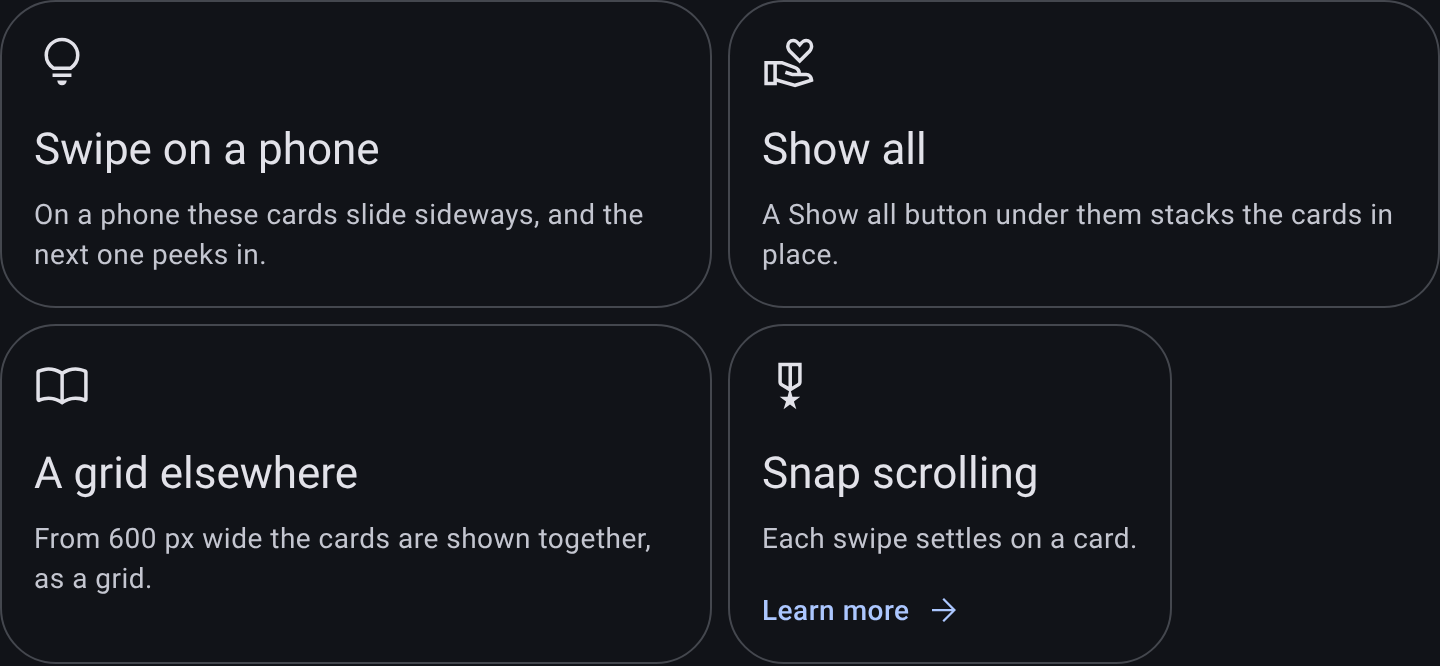 Swipe on a phone
On a phone these cards slide sideways, and the
next one peeks in.
Show all
A Show all button under them stacks the cards in
place.
A grid elsewhere
From 600 px wide the cards are shown together,
as a grid.
Snap scrolling
Each swipe settles on a card.
Learn more